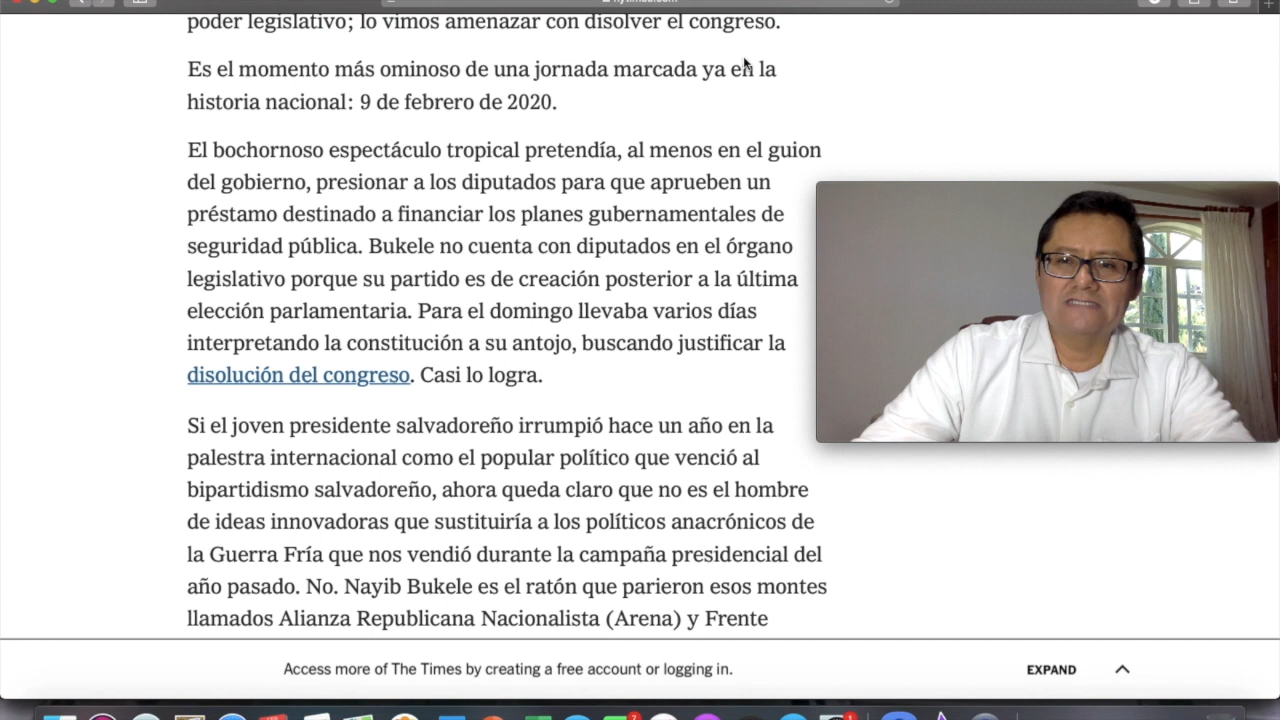 poder legislativo; lo vimos amenazar con disolver el congreso.
Es el momento más ominoso de una jornada marcada ya en la
historia nacional: 9 de febrero de 2020.
El bochornoso espectáculo tropical pretendía, al menos en el guion
del gobierno, presionar a los diputados para que aprueben un
préstamo destinado a financiar los planes gubernamentales de
seguridad pública. Bukele no cuenta con diputados en el órgano
legislativo porque su partido es de creación posterior a la última
elección parlamentaria. Para el domingo llevaba varios días
interpretando la constitución a su antojo, buscando justificar la
disolución del congreso. Casi lo logra.
Si el joven presidente salvadoreño irrumpió hace un año en la
palestra internacional como el popular político que venció al
bipartidismo salvadoreño, ahora queda claro que no es el hombre
de ideas innovadoras que sustituiría a los políticos anacrónicos de
la Guerra Fría que nos vendió durante la campaña presidencial del
año pasado. No. Nayib Bukele es el ratón que parieron esos montes
llamados Alianza Republicana Nacionalista (Arena) y Frente
Access more of The Times by creating a free account or logging in.
EXPAND